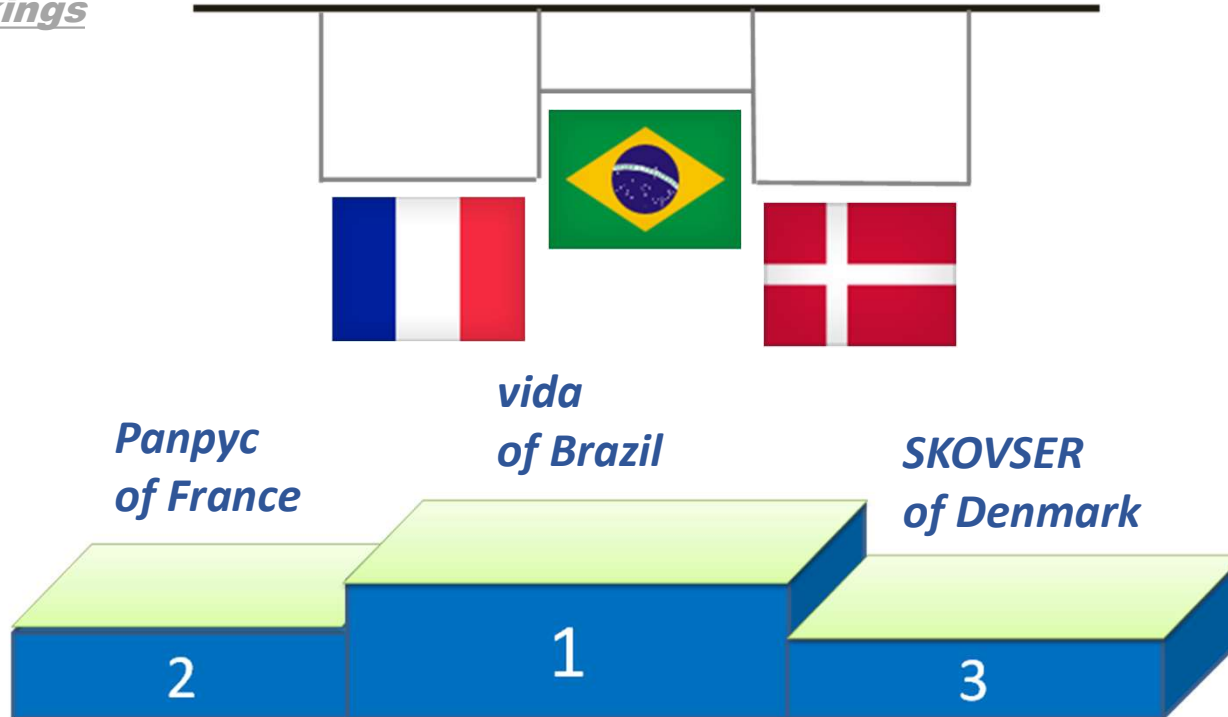 vida
of Brazil
Panpyc
of France
SKOVSER
of Denmark
1
2
3